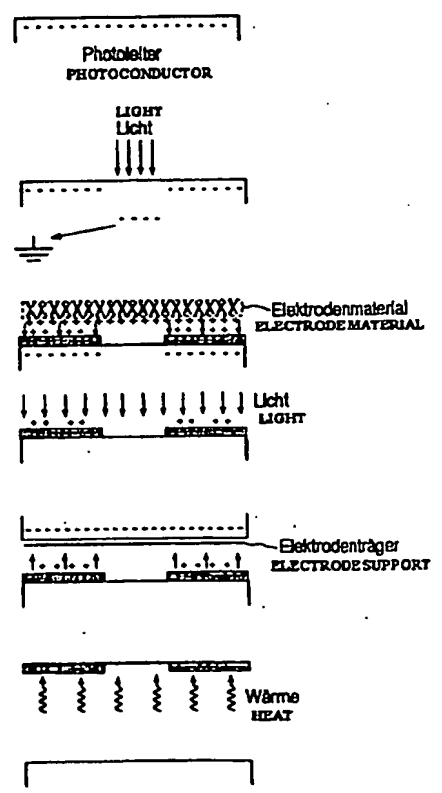 Photoleiter
PHOTOCONDUCTOR
LIGHT
Licht
Elektrodenmaterial
ELECTRODE MATERIAL
Licht
LIGHT
Elektrodenträger
ELECTRODE SUPPORT
Wärme
HEAT